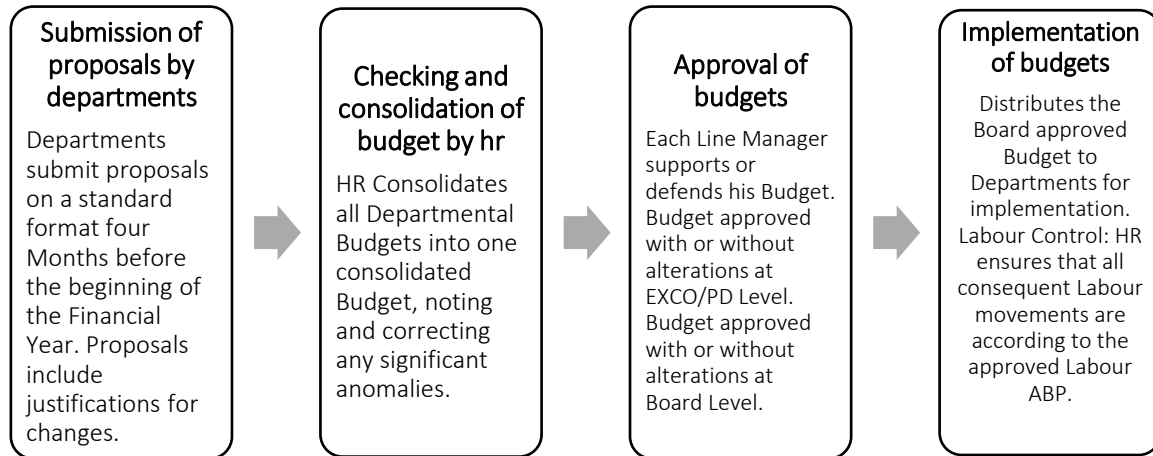 Submission of
proposals by
departments
Departments
submit proposals
on a standard
format four
Months before
the beginning of
the Financial
Year. Proposals
include
justifications for
changes.
Checking and
consolidation of
budget by hr
HR Consolidates
all Departmental
Budgets into one
consolidated
Budget, noting
and correcting
any significant
anomalies.
Approval of
budgets
Each Line Manager
supports or
defends his Budget.
Budget approved
with or without
alterations at
EXCO/PD Level.
Budget approved
with or without
alterations at
Board Level.
Implementation
of budgets
Distributes the
Board approved
Budget to
Departments for
implementation.
Labour Control: HR
ensures that all
consequent Labour
movements are
according to the
approved Labour
ABP.